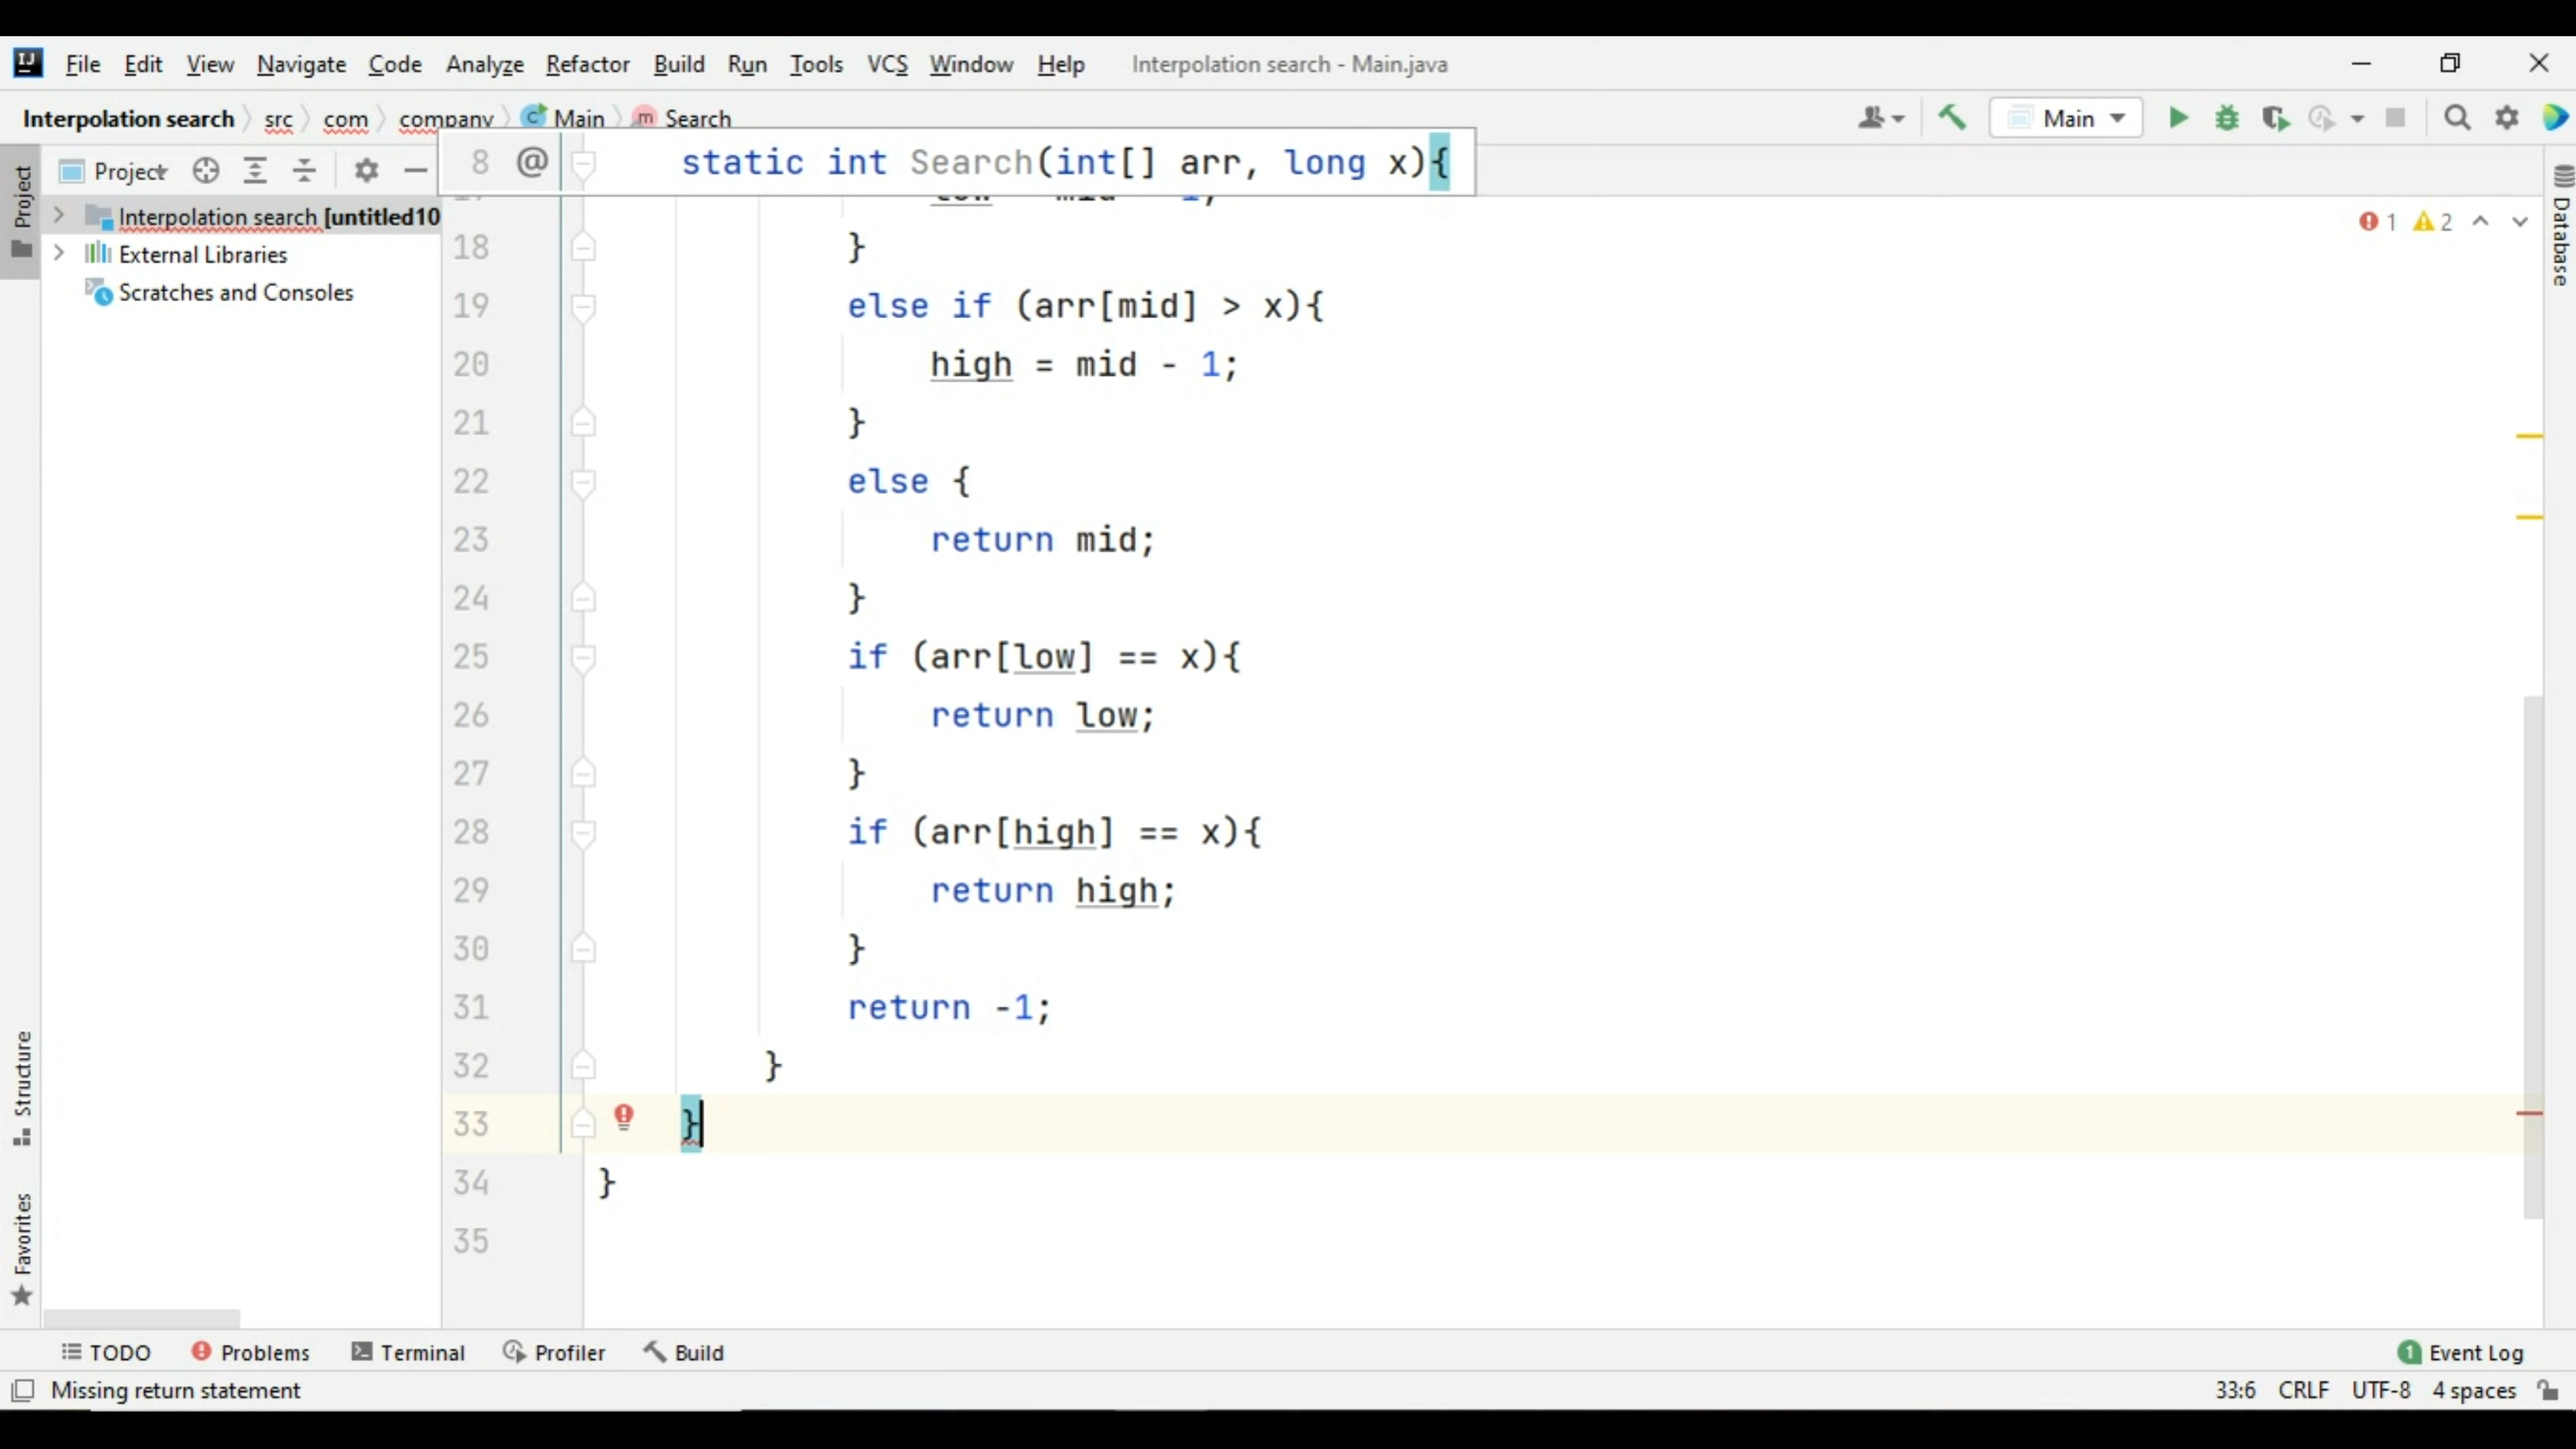 File Edit View Navigate Code Analyze Refactor Build Run Tools VCS Window Help Interpolation search - Main.java
Interpolation search src com company Main Search
Main
Project
Project
8 @ static int Search(int[] arr, long x){
Interpolation search [untitled10
External Libraries
Scratches and Consoles
1 2
Database
18 }
19 else if (arr[mid] > x){
20 high = mid - 1;
21 }
22 else {
23 return mid;
24 }
25 if (arr[low] == x){
26 return low;
27 }
28 if (arr[high] == x){
29 return high;
30 }
31 return -1;
32 }
33 }
34 }
35
Structure
Favorites
TODO Problems Terminal Profiler Build 1 Event Log
Missing return statement 33:6 CRLF UTF-8 4 spaces